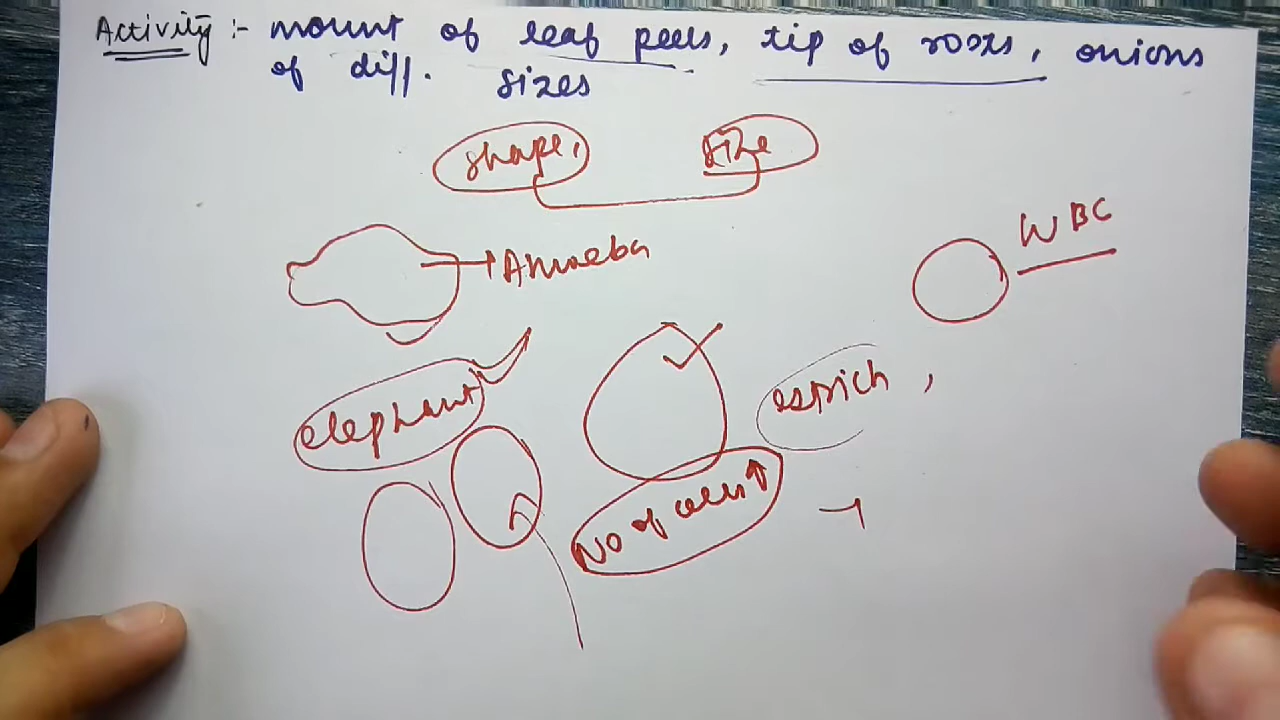 Activity :- mount of leaf peels, tip of roots, onions
of diff. sizes
shape, size
Amoeba
WBC
elephant
ostrich,
No of cells ↑